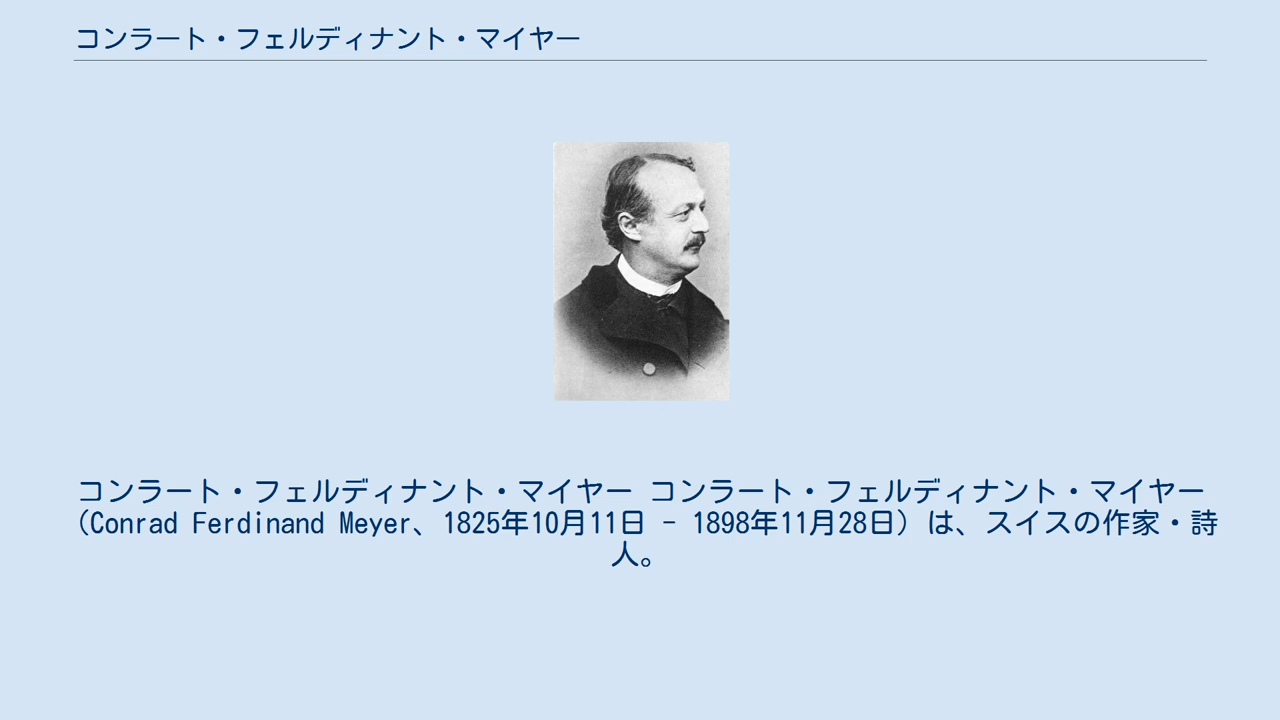 コンラート・フェルディナント・マイヤー
コンラート・フェルディナント・マイヤー コンラート・フェルディナント・マイヤー
(Conrad Ferdinand Meyer、1825年10月11日 - 1898年11月28日）は、スイスの作家・詩
人。